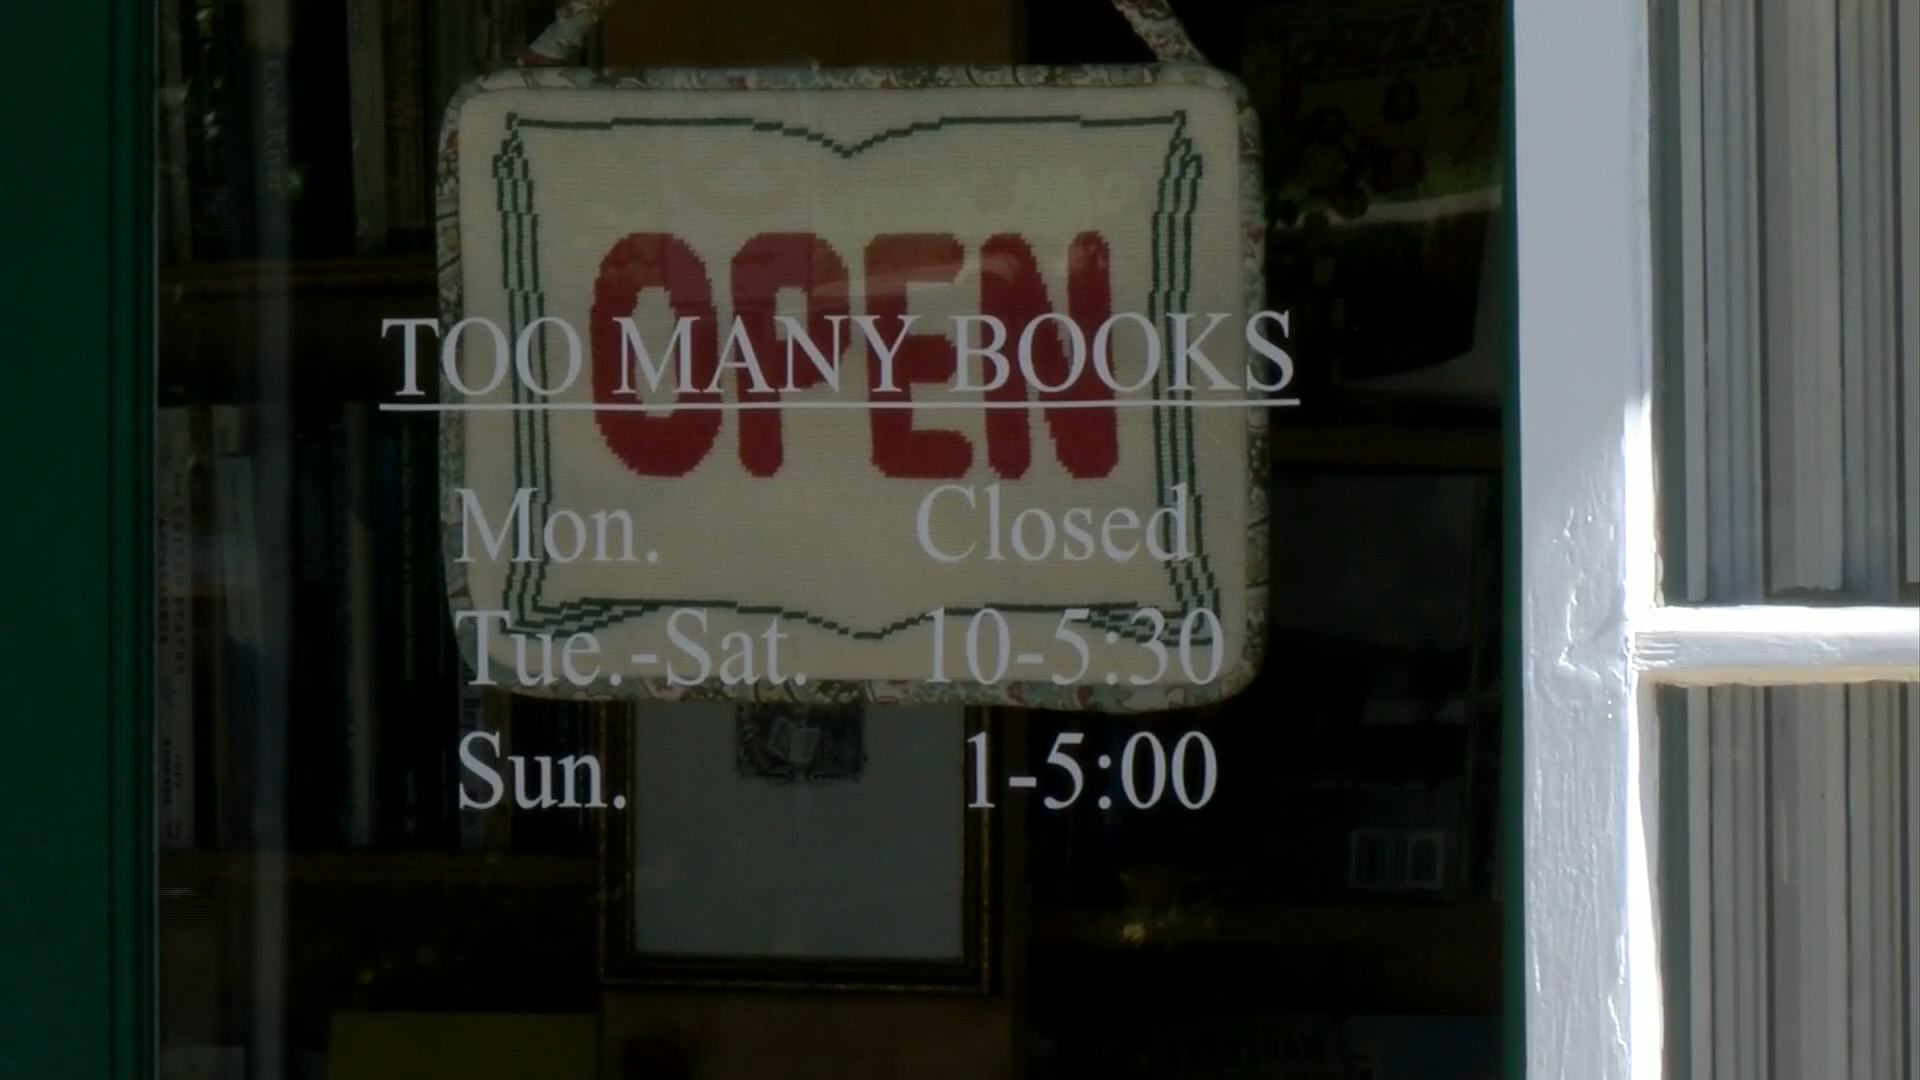 OPEN
TOO MANY BOOKS
Mon. Closed
Tue.-Sat. 10-5:30
Sun. 1-5:00